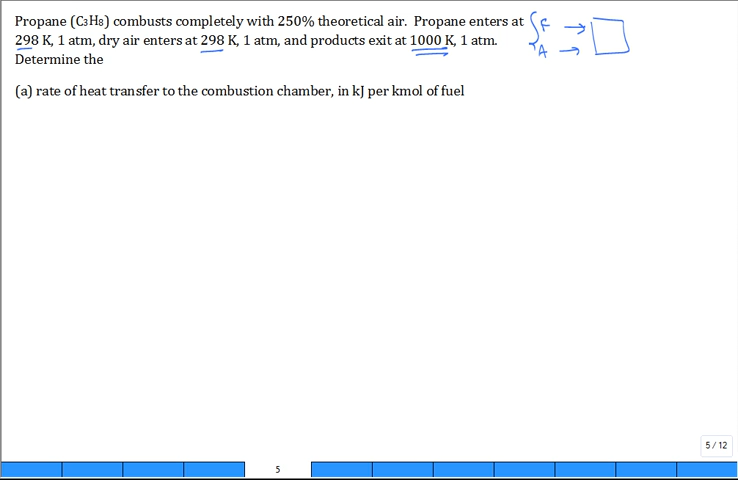 Propane (C3H8) combusts completely with 250% theoretical air. Propane enters at
298 K, 1 atm, dry air enters at 298 K, 1 atm, and products exit at 1000 K, 1 atm.
Determine the
F
A
(a) rate of heat transfer to the combustion chamber, in kJ per kmol of fuel
5 / 12
5